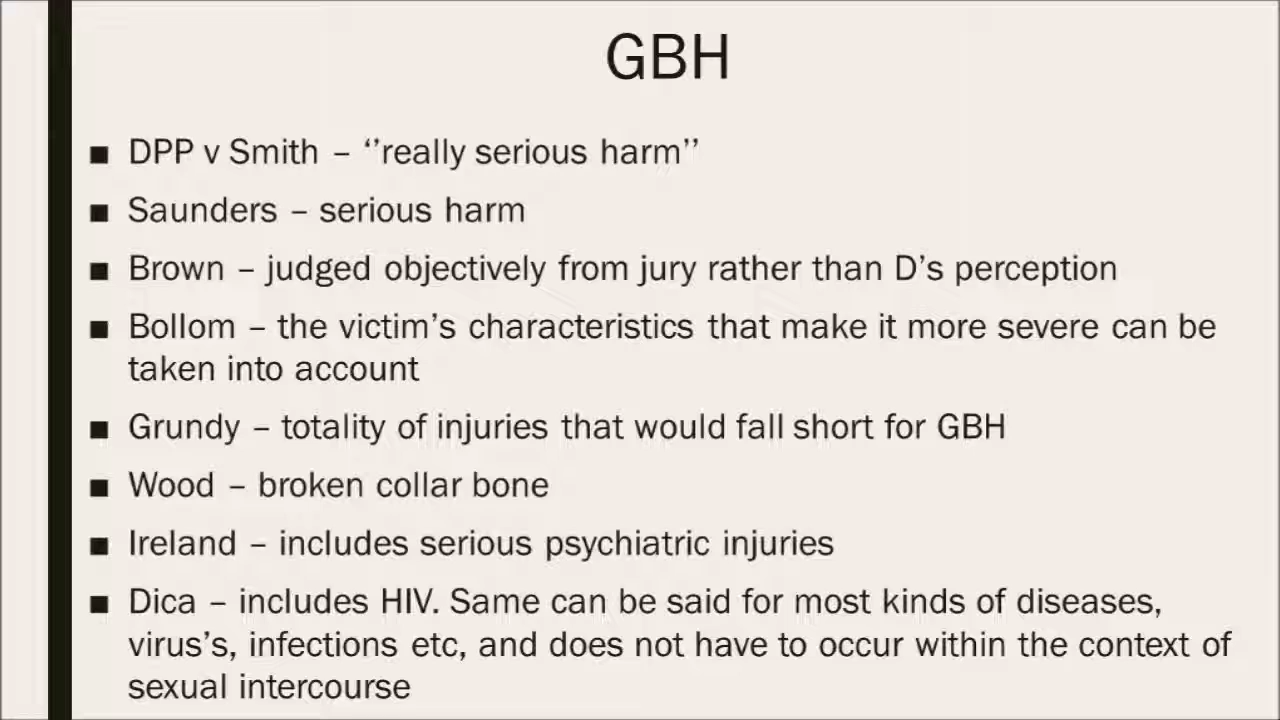 GBH
■ DPP v Smith – ‘’really serious harm’’
■ Saunders – serious harm
■ Brown – judged objectively from jury rather than D’s perception
■ Bollom – the victim’s characteristics that make it more severe can be
taken into account
■ Grundy – totality of injuries that would fall short for GBH
■ Wood – broken collar bone
■ Ireland – includes serious psychiatric injuries
■ Dica – includes HIV. Same can be said for most kinds of diseases,
virus’s, infections etc, and does not have to occur within the context of
sexual intercourse